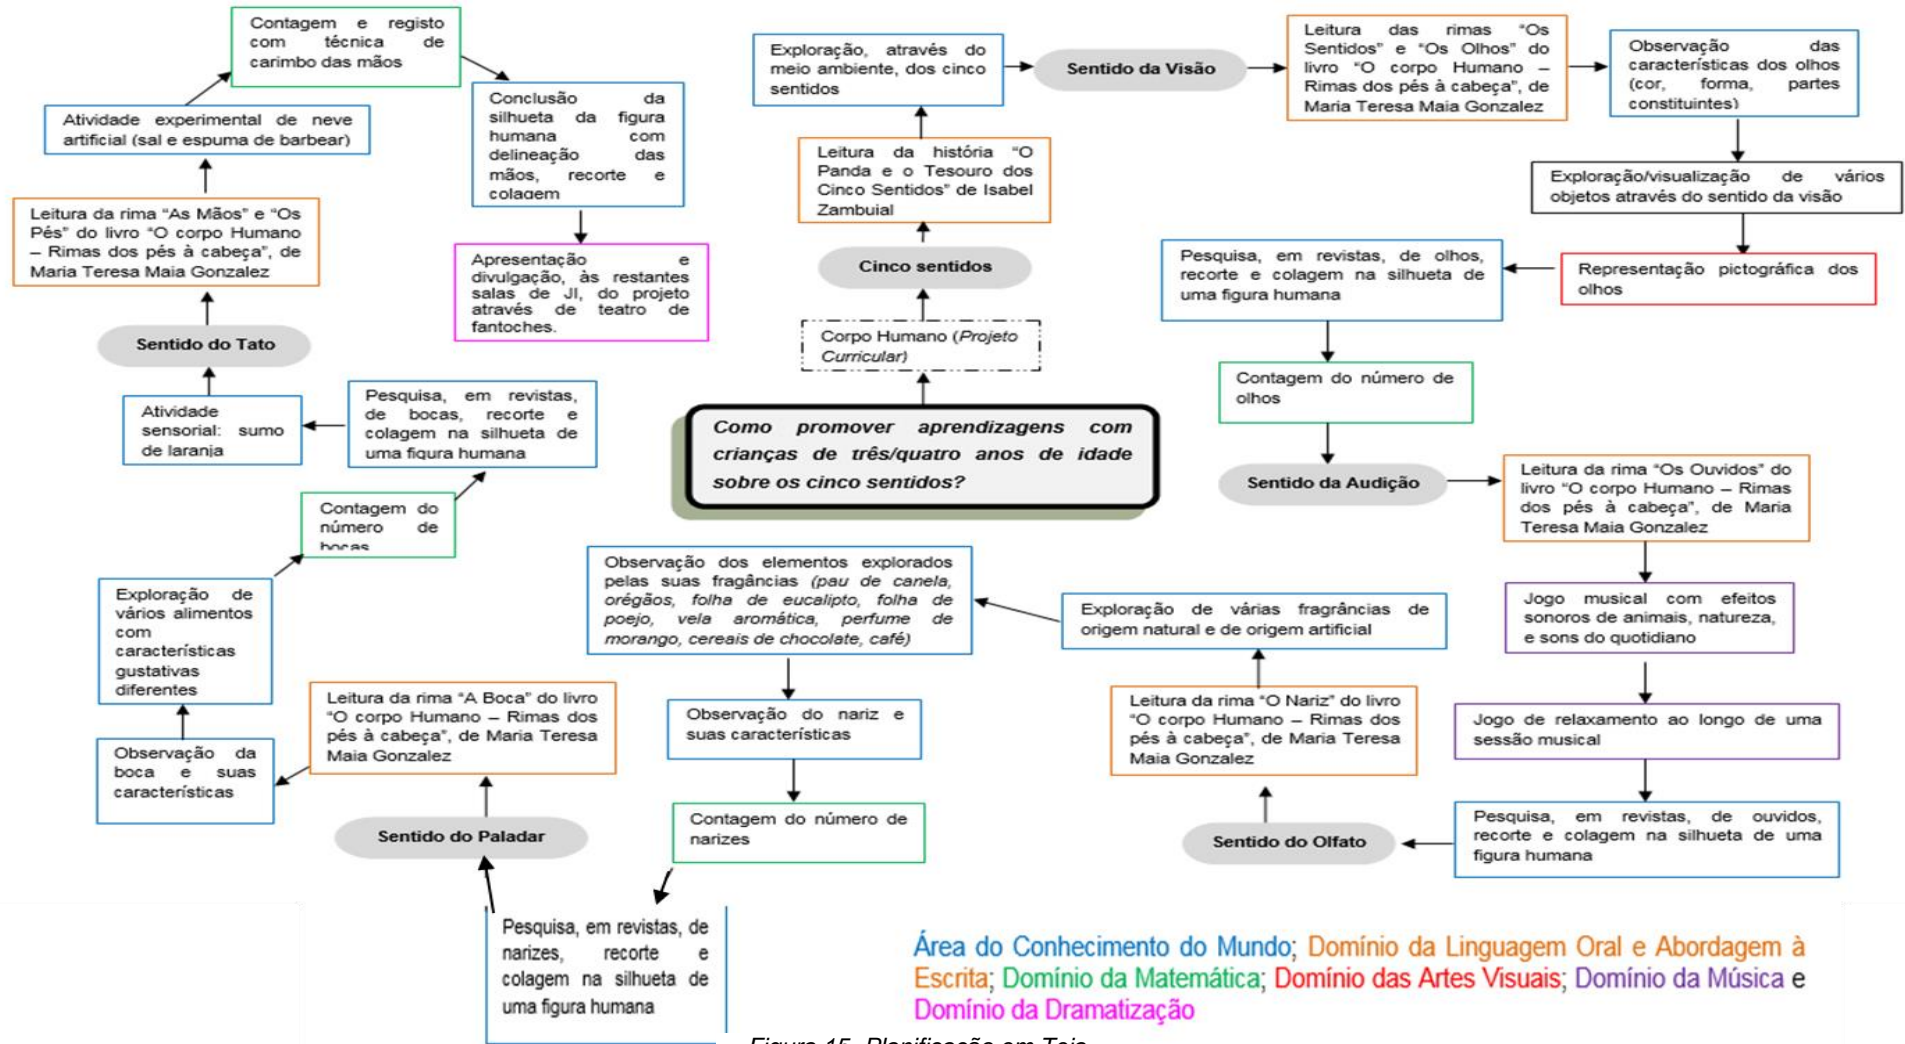 Contagem e registo
com técnica de
carimbo das mãos
Atividade experimental de neve
artificial (sal e espuma de barbear)
Conclusão da
silhueta da figura
humana com
delineação das
mãos, recorte e
colagem
Leitura da rima “As Mãos” e “Os
Pés” do livro “O corpo Humano
– Rimas dos pés à cabeça”, de
Maria Teresa Maia Gonzalez
Apresentação e
divulgação, às restantes
salas de JI, do projeto
através de teatro de
fantoches.
Sentido do Tato
Atividade
sensorial: sumo
de laranja
Pesquisa, em revistas,
de bocas, recorte e
colagem na silhueta de
uma figura humana
Contagem do
número de
bocas
Exploração de
vários alimentos
com
características
gustativas
diferentes
Observação da
boca e suas
características
Leitura da rima “A Boca” do livro
“O corpo Humano – Rimas dos
pés à cabeça”, de Maria Teresa
Maia Gonzalez
Sentido do Paladar
Exploração, através do
meio ambiente, dos cinco
sentidos
Sentido da Visão
Leitura das rimas “Os
Sentidos” e “Os Olhos” do
livro “O corpo Humano –
Rimas dos pés à cabeça”, de
Maria Teresa Maia Gonzalez
Observação das
características dos olhos
(cor, forma, partes
constituintes)
Leitura da história “O
Panda e o Tesouro dos
Cinco Sentidos” de Isabel
Zambuial
Exploração/visualização de vários
objetos através do sentido da visão
Cinco sentidos
Pesquisa, em revistas, de olhos,
recorte e colagem na silhueta de
uma figura humana
Representação pictográfica dos
olhos
Corpo Humano (Projeto
Curricular)
Contagem do número de
olhos
Como promover aprendizagens com
crianças de três/quatro anos de idade
sobre os cinco sentidos?
Sentido da Audição
Leitura da rima “Os Ouvidos” do
livro “O corpo Humano – Rimas
dos pés à cabeça”, de Maria
Teresa Maia Gonzalez
Observação dos elementos explorados
pelas suas fragâncias (pau de canela,
orégãos, folha de eucalipto, folha de
poejo, vela aromática, perfume de
morango, cereais de chocolate, café)
Exploração de várias fragrâncias de
origem natural e de origem artificial
Jogo musical com efeitos
sonoros de animais, natureza,
e sons do quotidiano
Observação do nariz e
suas características
Leitura da rima “O Nariz” do livro
“O corpo Humano – Rimas dos
pés à cabeça”, de Maria Teresa
Maia Gonzalez
Jogo de relaxamento ao longo de uma
sessão musical
Contagem do número de
narizes
Sentido do Olfato
Pesquisa, em revistas, de ouvidos,
recorte e colagem na silhueta de uma
figura humana
Pesquisa, em revistas, de
narizes, recorte e
colagem na silhueta de
uma figura humana
Área do Conhecimento do Mundo; Domínio da Linguagem Oral e Abordagem à
Escrita; Domínio da Matemática; Domínio das Artes Visuais; Domínio da Música e
Domínio da Dramatização
Figura 15- Planificação em Teia